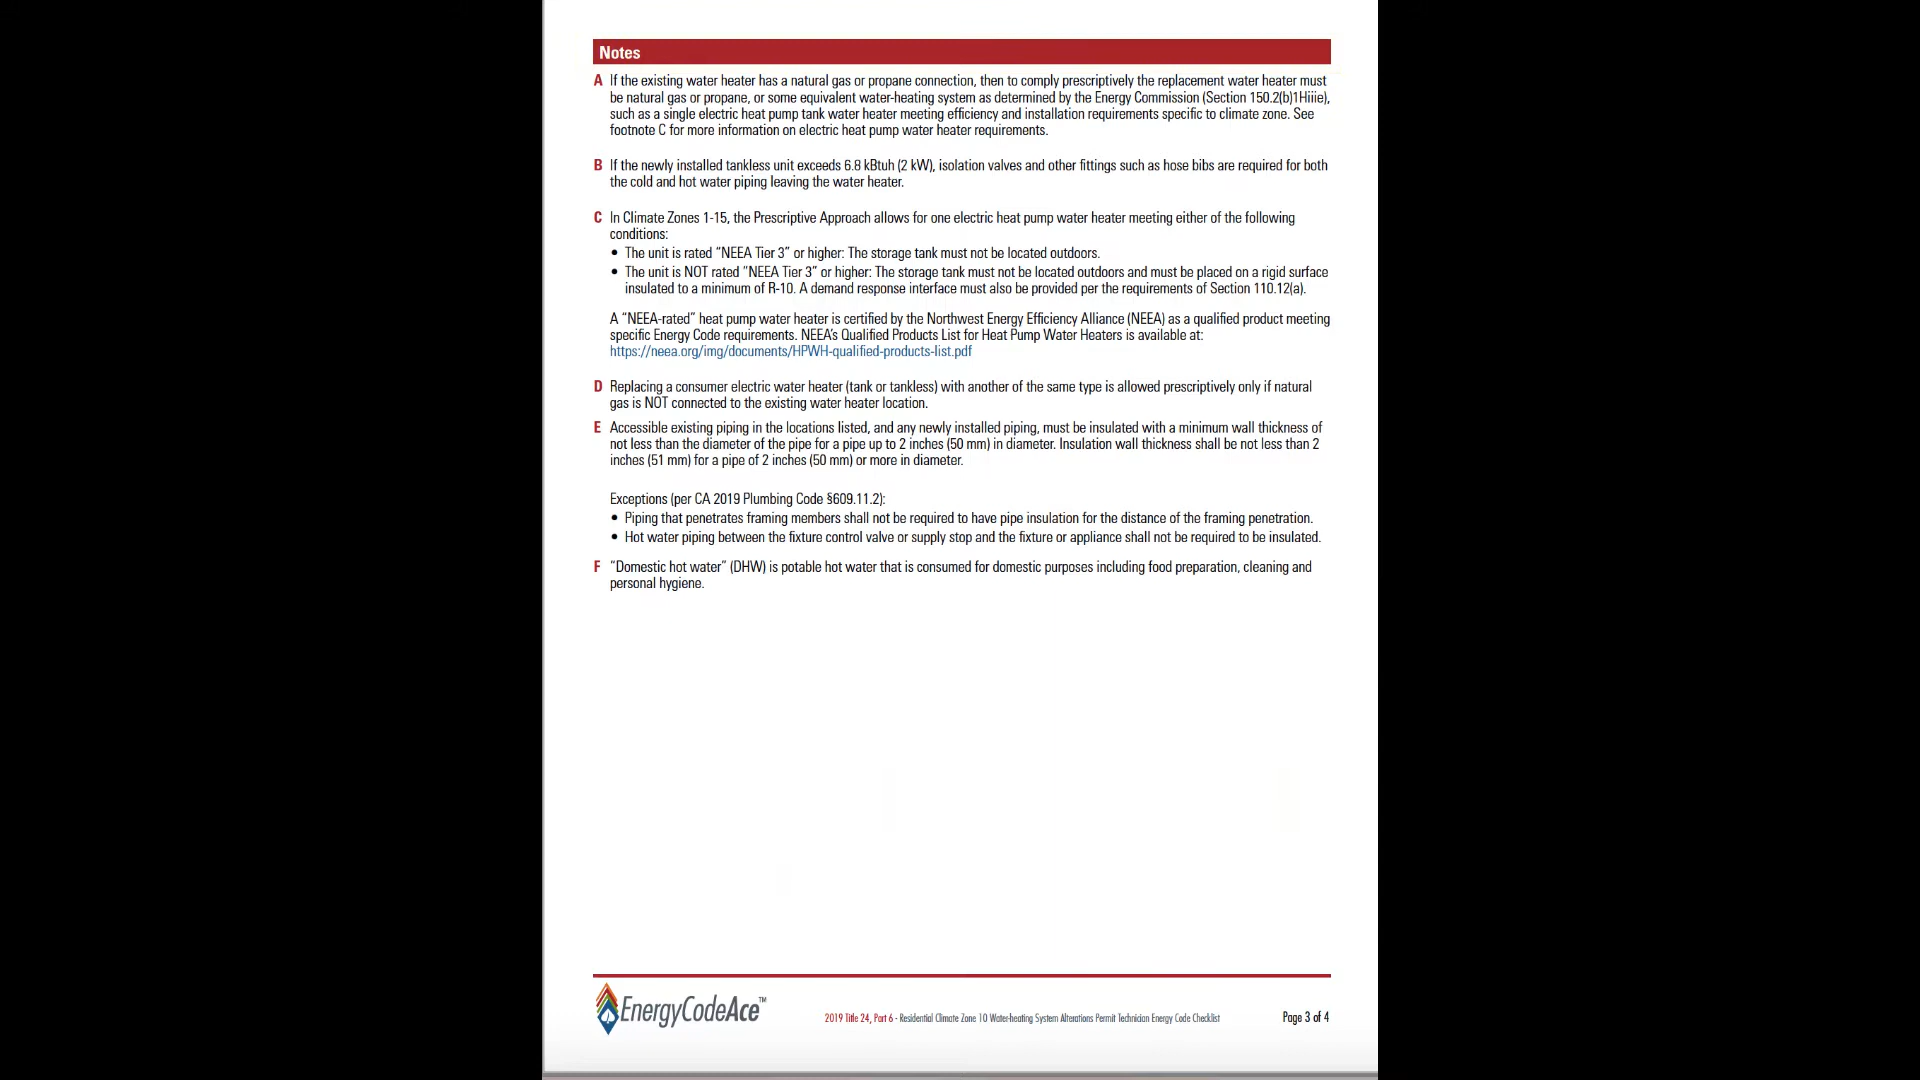 Notes
A If the existing water heater has a natural gas or propane connection, then to comply prescriptively the replacement water heater must
be natural gas or propane, or some equivalent water-heating system as determined by the Energy Commission (Section 150.2(b)1Hiiie),
such as a single electric heat pump tank water heater meeting efficiency and installation requirements specific to climate zone. See
footnote C for more information on electric heat pump water heater requirements.
B If the newly installed tankless unit exceeds 6.8 kBtuh (2 kW), isolation valves and other fittings such as hose bibs are required for both
the cold and hot water piping leaving the water heater.
C In Climate Zones 1-15, the Prescriptive Approach allows for one electric heat pump water heater meeting either of the following
conditions:
• The unit is rated “NEEA Tier 3” or higher: The storage tank must not be located outdoors.
• The unit is NOT rated “NEEA Tier 3” or higher: The storage tank must not be located outdoors and must be placed on a rigid surface
insulated to a minimum of R-10. A demand response interface must also be provided per the requirements of Section 110.12(a).
A “NEEA-rated” heat pump water heater is certified by the Northwest Energy Efficiency Alliance (NEEA) as a qualified product meeting
specific Energy Code requirements. NEEA’s Qualified Products List for Heat Pump Water Heaters is available at:
https://neea.org/img/documents/HPWH-qualified-products-list.pdf
D Replacing a consumer electric water heater (tank or tankless) with another of the same type is allowed prescriptively only if natural
gas is NOT connected to the existing water heater location.
E Accessible existing piping in the locations listed, and any newly installed piping, must be insulated with a minimum wall thickness of
not less than the diameter of the pipe for a pipe up to 2 inches (50 mm) in diameter. Insulation wall thickness shall be not less than 2
inches (51 mm) for a pipe of 2 inches (50 mm) or more in diameter.
Exceptions (per CA 2019 Plumbing Code §609.11.2):
• Piping that penetrates framing members shall not be required to have pipe insulation for the distance of the framing penetration.
• Hot water piping between the fixture control valve or supply stop and the fixture or appliance shall not be required to be insulated.
F “Domestic hot water” (DHW) is potable hot water that is consumed for domestic purposes including food preparation, cleaning and
personal hygiene.
EnergyCodeAce™
2019 Title 24, Part 6 - Residential Climate Zone 10 Water-heating System Alterations Permit Technician Energy Code Checklist
Page 3 of 4